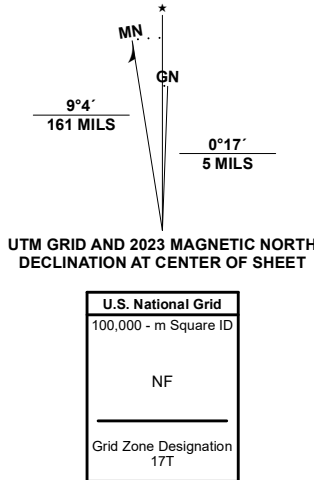 ★
MN
GN
9°4´
161 MILS
0°17´
5 MILS
UTM GRID AND 2023 MAGNETIC NORTH
DECLINATION AT CENTER OF SHEET
U.S. National Grid
100,000 - m Square ID
NF
Grid Zone Designation
17T